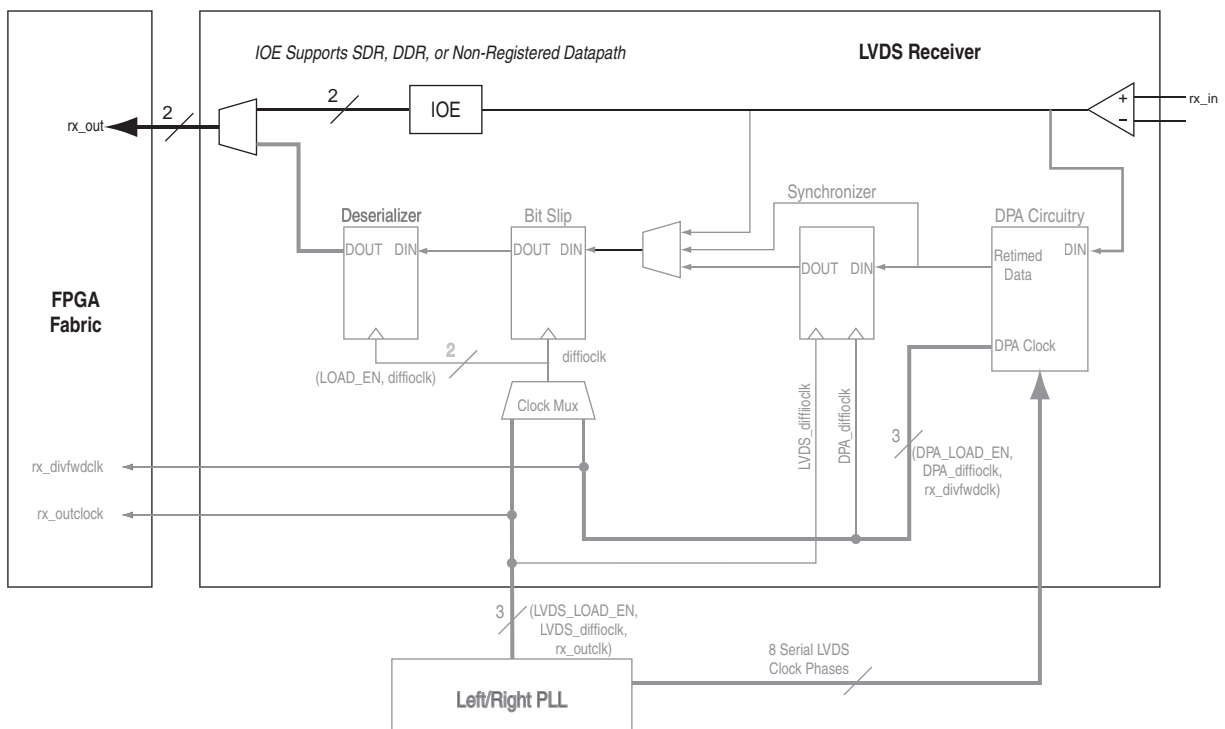 IOE Supports SDR, DDR, or Non-Registered Datapath
LVDS Receiver
2
2
IOE
+
−
rx_in
rx_out
Synchronizer
Deserializer
Bit Slip
DPA Circuitry
DOUT DIN
DOUT DIN
DOUT DIN
DIN
Retimed
Data
FPGA
Fabric
2
diffioclk
DPA Clock
(LOAD_EN, diffioclk)
Clock Mux
LVDS_diffiioclk
DPA_diffioclk
3
(DPA_LOAD_EN,
DPA_diffioclk,
rx_divfwdclk)
rx_divfwdclk
rx_outclock
3
(LVDS_LOAD_EN,
LVDS_diffioclk,
rx_outclk)
8 Serial LVDS
Clock Phases
Left/Right PLL